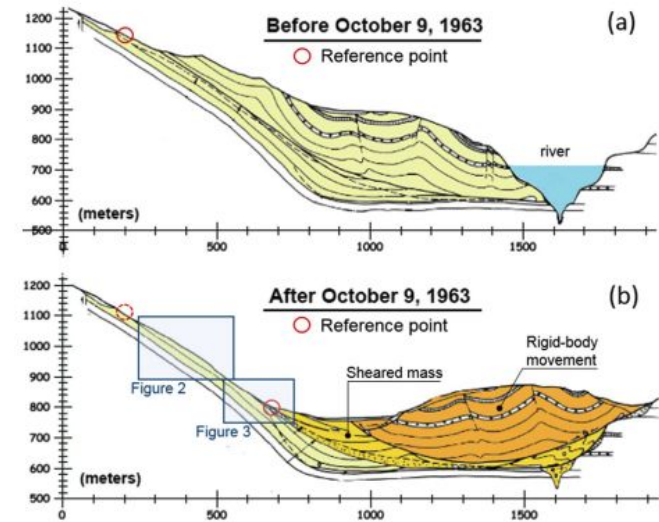 Before October 9, 1963
(a)
Reference point
1200
1100
1000
900
800
700
600
500
(meters)
river
0
500
1000
1500
After October 9, 1963
(b)
Reference point
1200
1100
1000
900
800
700
600
500
Figure 2
Figure 3
Sheared mass
Rigid-body
movement
(meters)
0
500
1000
1500